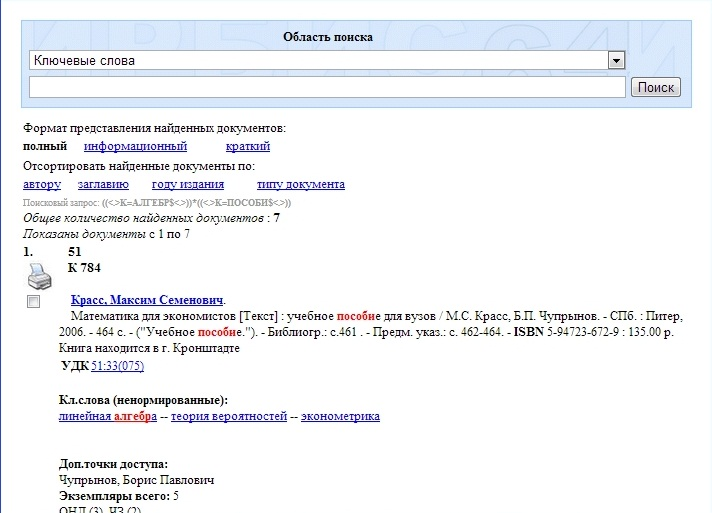 ИРБИС 64 И
Область поиска
Ключевые слова
Поиск
Формат представления найденных документов:
полный информационный краткий
Отсортировать найденные документы по:
автору заглавию году издания типу документа
Поисковый запрос: ((<>K=АЛГЕБР$<>))*((<>K=ПОСОБИ$<>))
Общее количество найденных документов : 7
Показаны документы с 1 по 7
1. 51
К 784
Красс, Максим Семенович.
Математика для экономистов [Текст] : учебное пособие для вузов / М.С. Красс, Б.П. Чупрынов. - СПб. : Питер,
2006. - 464 с. - ("Учебное пособие."). - Библиогр.: с.461 . - Предм. указ.: с. 462-464. - ISBN 5-94723-672-9 : 135.00 р.
Книга находится в г. Кронштадте
УДК 51:33(075)
Кл.слова (ненормированные):
линейная алгебра -- теория вероятностей -- эконометрика
Доп.точки доступа:
Чупрынов, Борис Павлович
Экземпляры всего: 5
ОНЛ (3), ЧЗ (2)